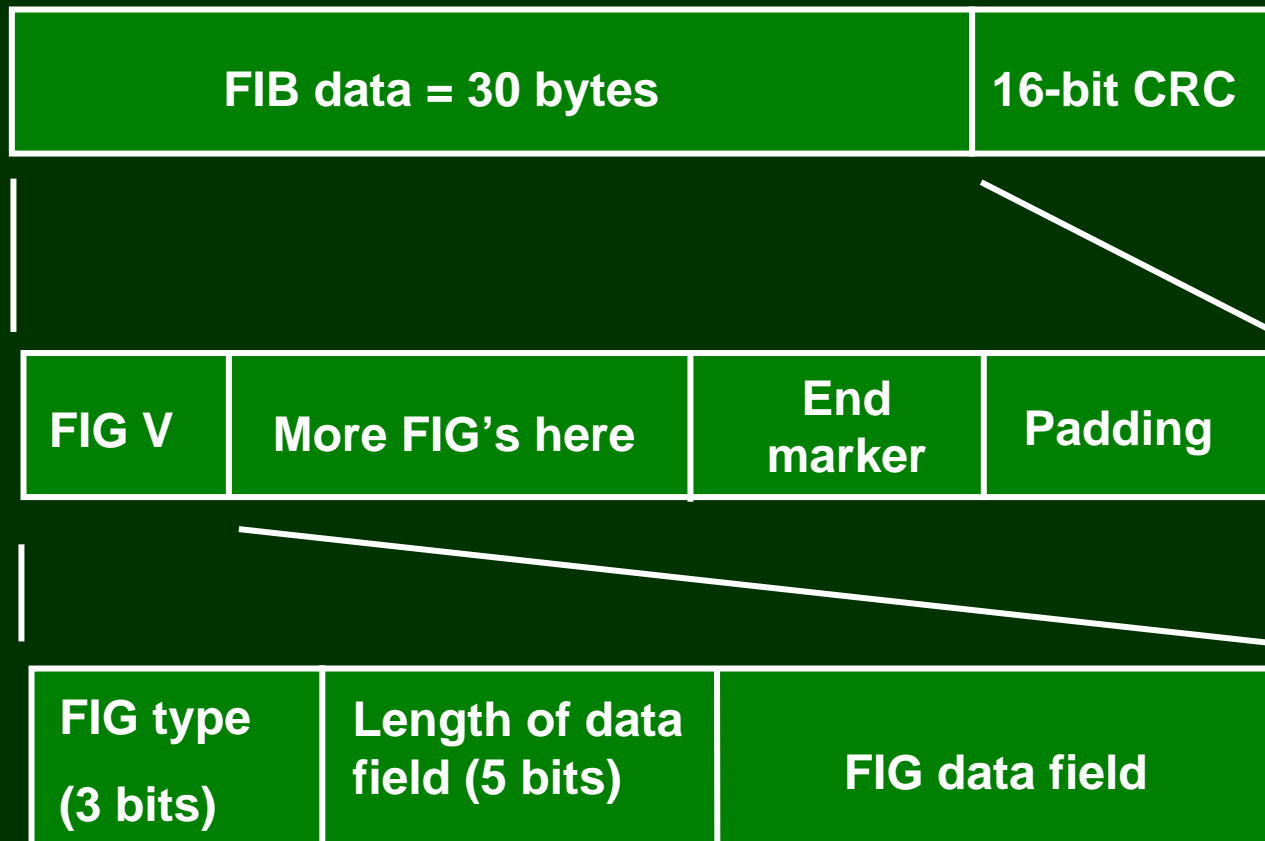 FIB data = 30 bytes
16-bit CRC
FIG V
More FIG’s here
End
marker
Padding
FIG type
(3 bits)
Length of data
field (5 bits)
FIG data field